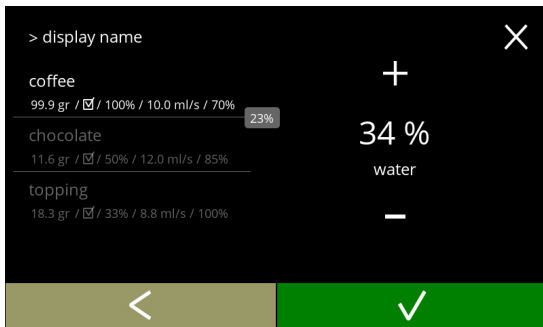 > display name
coffee
99.9 gr / ☑ / 100% / 10.0 ml/s / 70%
23%
chocolate
11.6 gr / ☑ / 50% / 12.0 ml/s / 85%
topping
18.3 gr / ☑ / 33% / 8.8 ml/s / 100%
+
34 %
water
−